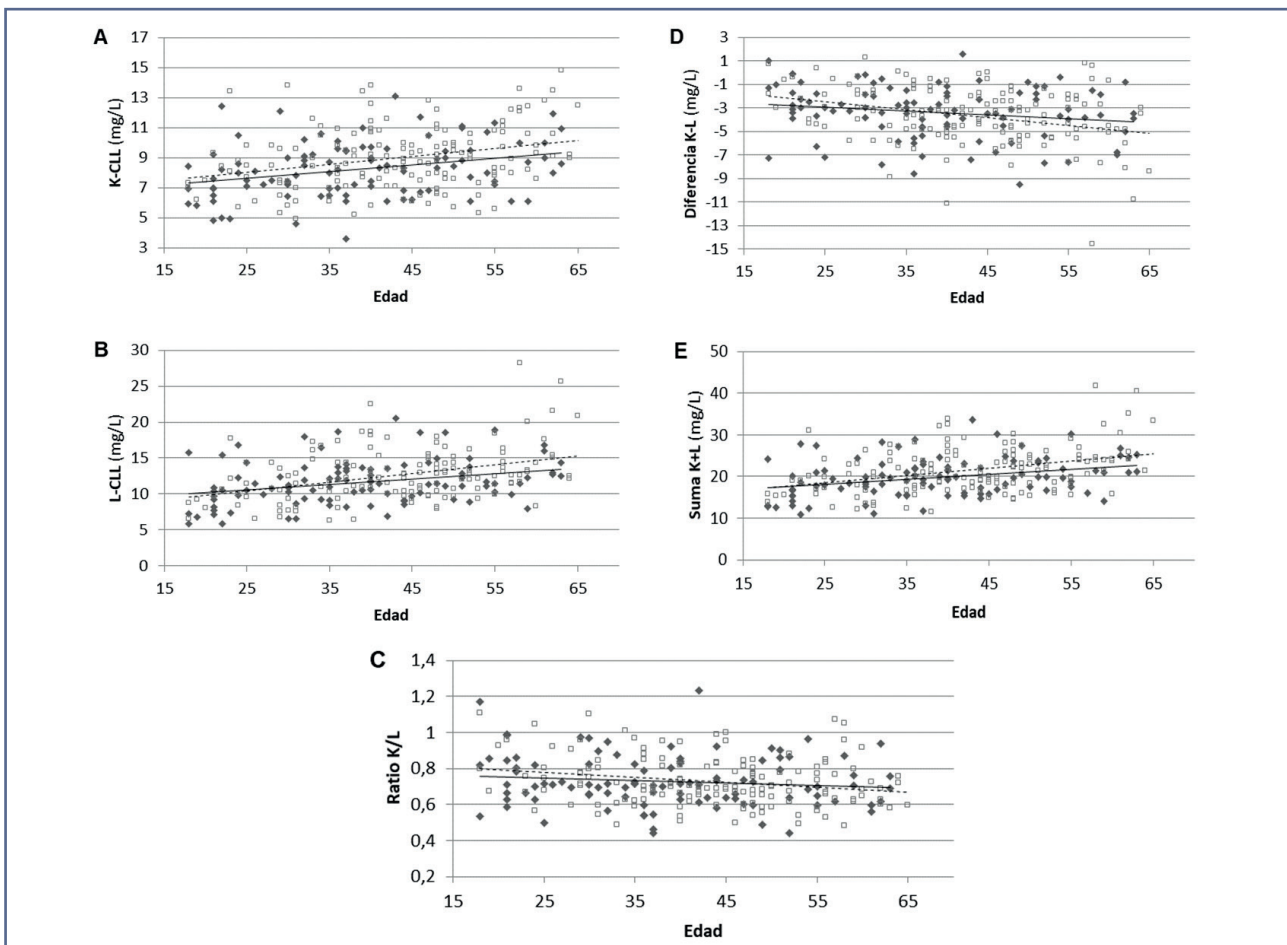 A
K-CLL (mg/L)
17
15
13
11
9
7
5
3
15 25 35 45 55 65
Edad
D
Diferencia K-L (mg/L)
3
1
-1
-3
-5
-7
-9
-11
-13
-15
15 25 35 45 55 65
Edad
B
L-CLL (mg/L)
30
25
20
15
10
5
0
15 25 35 45 55 65
Edad
E
Suma K+L (mg/L)
50
40
30
20
10
0
15 25 35 45 55 65
Edad
C
Ratio K/L
1,4
1,2
1
0,8
0,6
0,4
0,2
15 25 35 45 55 65
Edad